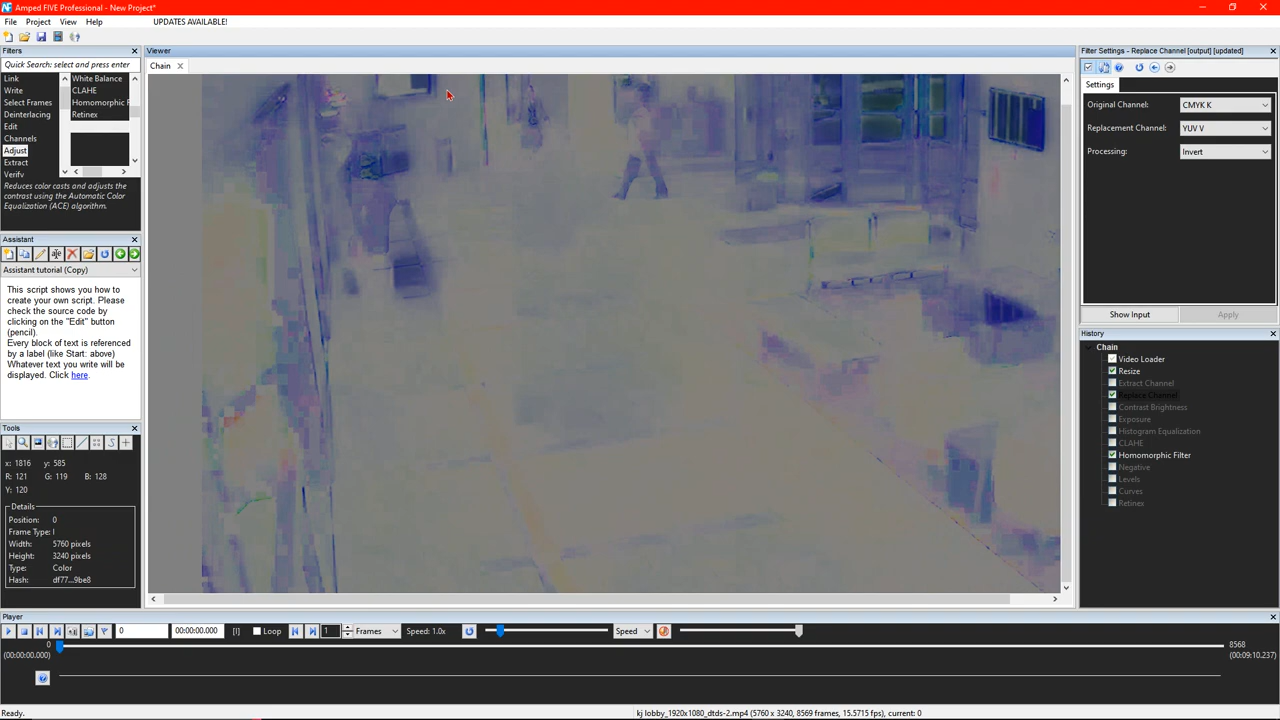 Amped FIVE Professional - New Project*
File Project View Help UPDATES AVAILABLE!
Filters
Quick Search: select and press enter
Link
Write
Select Frames
Deinterlacing
Edit
Channels
Adjust
Extract
Verify
White Balance
CLAHE
Homomorphic F
Retinex
Reduces color casts and adjusts the
contrast using the Automatic Color
Equalization (ACE) algorithm.
Assistant
Assistant tutorial (Copy)
This script shows you how to
create your own script. Please
check the source code by
clicking on the "Edit" button
(pencil).
Every block of text is referenced
by a label (like Start: above)
Whatever text you write will be
displayed. Click here.
Tools
x: 1816 y: 585
R: 121 G: 119 B: 128
Y: 120
Details
Position: 0
Frame Type: I
Width: 5760 pixels
Height: 3240 pixels
Type: Color
Hash: df77...9be8
Viewer
Chain
Filter Settings - Replace Channel [output] [updated]
Settings
Original Channel: CMYK K
Replacement Channel: YUV V
Processing: Invert
Show Input Apply
History
Chain
Video Loader
Resize
Extract Channel
Replace Channel
Contrast Brightness
Exposure
Histogram Equalization
CLAHE
Homomorphic Filter
Negative
Levels
Curves
Retinex
Player
0 00:00:00.000 [I] Loop 1 Frames Speed: 1.0x Speed
0
(00:00:00.000)
8568
(00:09:10.237)
Ready. kj lobby_1920x1080_dtds-2.mp4 (5760 x 3240, 8569 frames, 15.5715 fps), current: 0